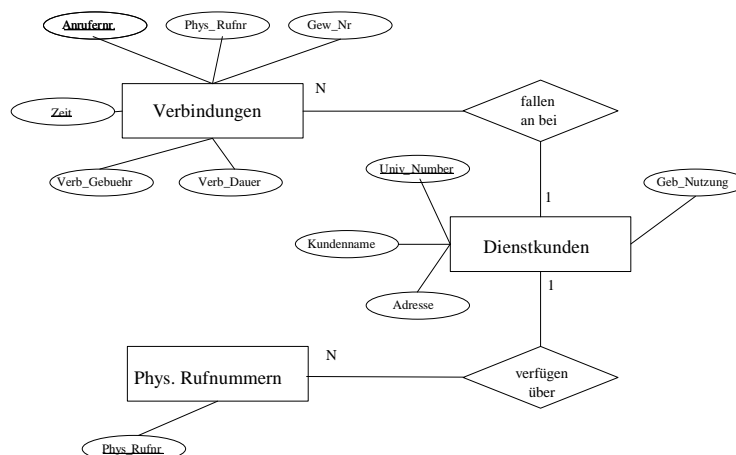 Anrufernr.
Phys_Rufnr
Gew_Nr
Zeit
Verbindungen
N
fallen
an bei
Verb_Gebuehr
Verb_Dauer
Univ_Number
Geb_Nutzung
1
Kundenname
Dienstkunden
Adresse
1
Phys. Rufnummern
N
verfügen
über
Phys_Rufnr